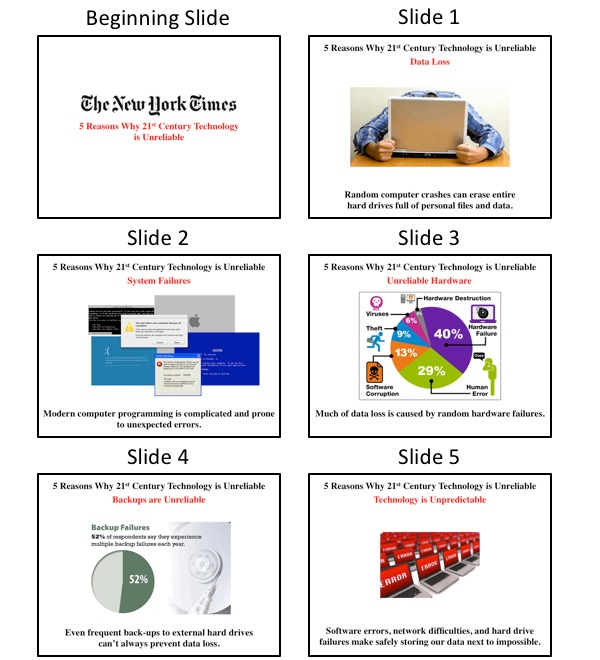 Beginning Slide
The New York Times
5 Reasons Why 21st Century Technology
is Unreliable
Slide 1
5 Reasons Why 21st Century Technology is Unreliable
Data Loss
Random computer crashes can erase entire
hard drives full of personal files and data.
Slide 2
5 Reasons Why 21st Century Technology is Unreliable
System Failures
:(
Modern computer programming is complicated and prone
to unexpected errors.
Slide 3
5 Reasons Why 21st Century Technology is Unreliable
Unreliable Hardware
Hardware Destruction
Viruses
6%
40%
Hardware
Failure
Theft
9%
13%
29%
Oops
Software
Corruption
Human
Error
Much of data loss is caused by random hardware failures.
Slide 4
5 Reasons Why 21st Century Technology is Unreliable
Backups are Unreliable
Backup Failures
52% of respondents say they experience
multiple backup failures each year.
52%
Even frequent back-ups to external hard drives
can't always prevent data loss.
Slide 5
5 Reasons Why 21st Century Technology is Unreliable
Technology is Unpredictable
ERROR
ERROR
ERROR
ERROR
Software errors, network difficulties, and hard drive
failures make safely storing our data next to impossible.